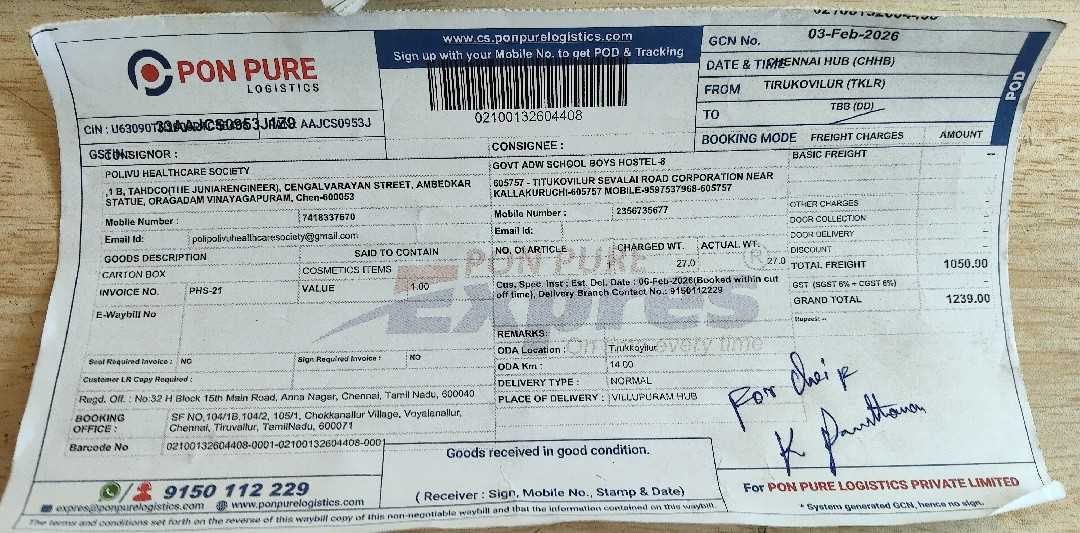 PON PURE
LOGISTICS
www.cs.ponpurelogistics.com
Sign up with your Mobile No. to get POD & Tracking
02100132604408
GCN No.
03-Feb-2026
DATE & TIME
CHENNAI HUB (CHHB)
FROM
TIRUKOVILUR (TKLR)
TO
TBB (DD)
BOOKING MODE
POD
CIN : U63090
33AAJCS0953J1Z9
AAJCS0953J
CONSIGNOR :
POLIVU HEALTHCARE SOCIETY
,1 B, TAHDCO(THE JUNIARENGINEER), CENGALVARAYAN STREET, AMBEDKAR
STATUE, ORAGADAM VINAYAGAPURAM, Chen-600053
Mobile Number :
7418337670
Email Id:
polipolivuhealthcaresociety@gmail.com
CONSIGNEE :
GOVT ADW SCHOOL BOYS HOSTEL-8
605757 - TITUKOVILUR SEVALAI ROAD CORPORATION NEAR
KALLAKURUCHI-605757 MOBILE-9597537968-605757
Mobile Number :
2356735677
Email Id:
FREIGHT CHARGES
AMOUNT
BASIC FREIGHT
OTHER CHARGES
DOOR COLLECTION
DOOR DELIVERY
DISCOUNT
TOTAL FREIGHT
1050.00
GST (SGST 6% + CGST 6%)
GRAND TOTAL
1239.00
Rupees: --
GOODS DESCRIPTION
SAID TO CONTAIN
CARTON BOX
COSMETICS ITEMS
INVOICE NO.
PHS-21
VALUE
1.00
E-Waybill No
NO. Of ARTICLE
CHARGED WT.
ACTUAL WT.
27.0
27.0
Cus. Spec. Inst : Est. Del. Date : 06-Feb-2026(Booked within cut
off time), Delivery Branch Contact No.: 9150112229
PON PURE
Expres
On time every time
REMARKS:
ODA Location :
Tirukkoyilur
ODA Km :
14.00
DELIVERY TYPE :
NORMAL
PLACE OF DELIVERY :
VILLUPURAM HUB
Seal Required Invoice :
NO
Sign Required Invoice :
NO
Customer LR Copy Required :
Regd. Off. : No:32 H Block 15th Main Road, Anna Nagar, Chennai, Tamil Nadu, 600040
BOOKING
OFFICE :
SF NO,104/1B,104/2, 105/1, Chokkanallur Village, Voyalanallur,
Chennai, Tiruvallur, TamilNadu, 600071
Barcode No
02100132604408-0001-02100132604408-0001
9150 112 229
expres@ponpurelogistics.com
www.ponpurelogistics.com
Goods received in good condition.
( Receiver : Sign, Mobile No., Stamp & Date)
For
K
For PON PURE LOGISTICS PRIVATE LIMITED
* System generated GCN, hence no sign.
The terms and conditions set forth on the reverse of this waybill copy of this non-negotiable waybill and that the information contained on this waybill